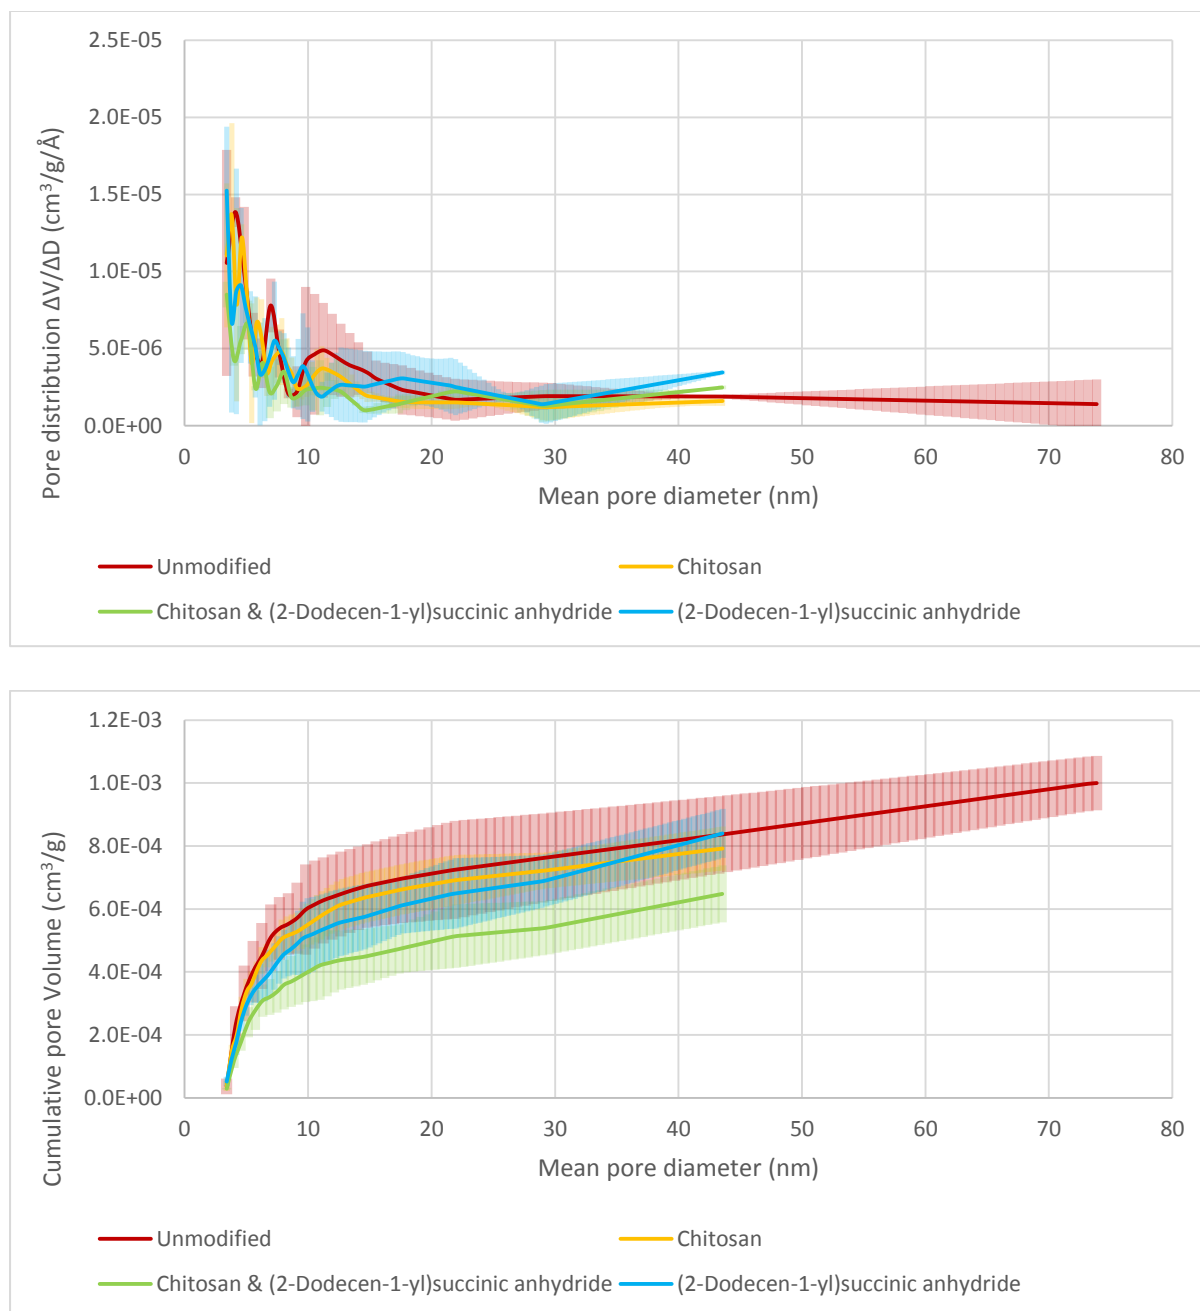 2.5E-05
2.0E-05
1.5E-05
1.0E-05
5.0E-06
0.0E+00
Pore distribtuion ΔV/ΔD (cm³/g/Å)
0 10 20 30 40 50 60 70 80
Mean pore diameter (nm)
Unmodified Chitosan
Chitosan & (2-Dodecen-1-yl)succinic anhydride (2-Dodecen-1-yl)succinic anhydride
1.2E-03
1.0E-03
8.0E-04
6.0E-04
4.0E-04
2.0E-04
0.0E+00
Cumulative pore Volume (cm³/g)
0 10 20 30 40 50 60 70 80
Mean pore diameter (nm)
Unmodified Chitosan
Chitosan & (2-Dodecen-1-yl)succinic anhydride (2-Dodecen-1-yl)succinic anhydride